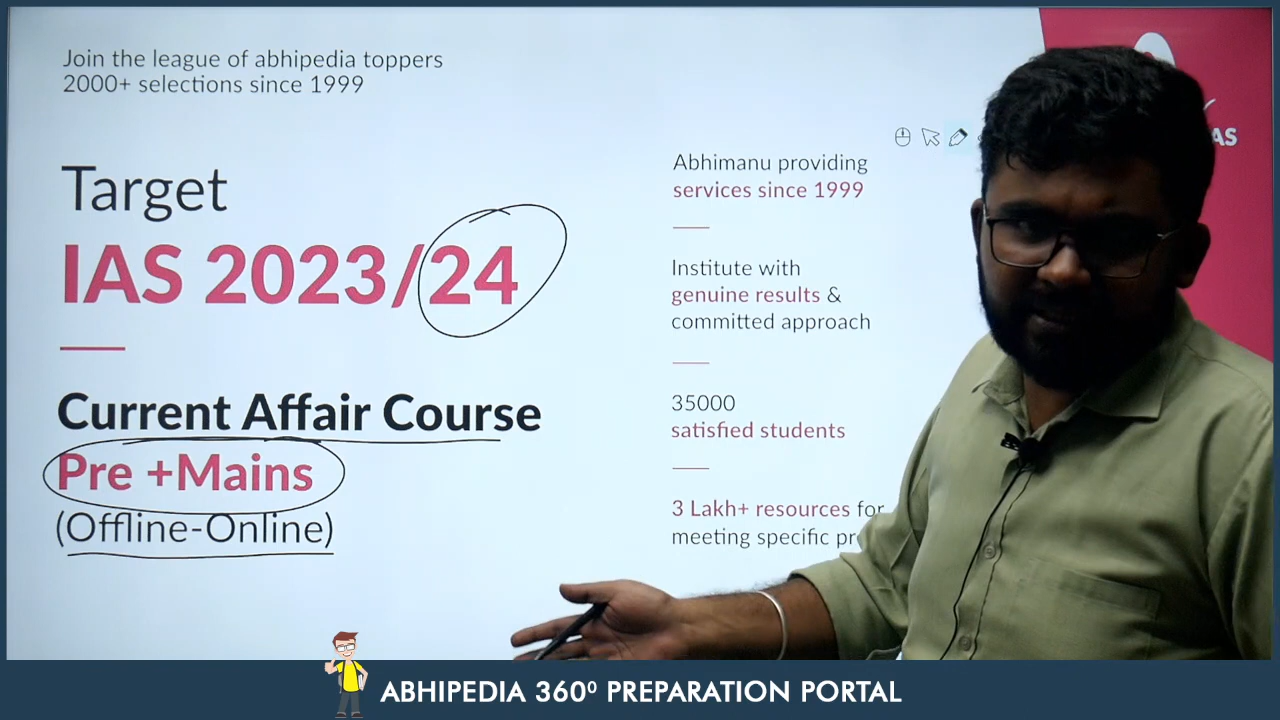 Join the league of abhipedia toppers
2000+ selections since 1999
Target
IAS 2023/24
Current Affair Course
Pre +Mains
(Offline-Online)
Abhimanu providing
services since 1999
Institute with
genuine results &
committed approach
35000
satisfied students
3 Lakh+ resources for
meeting specific
AS
ABHIPEDIA 360⁰ PREPARATION PORTAL